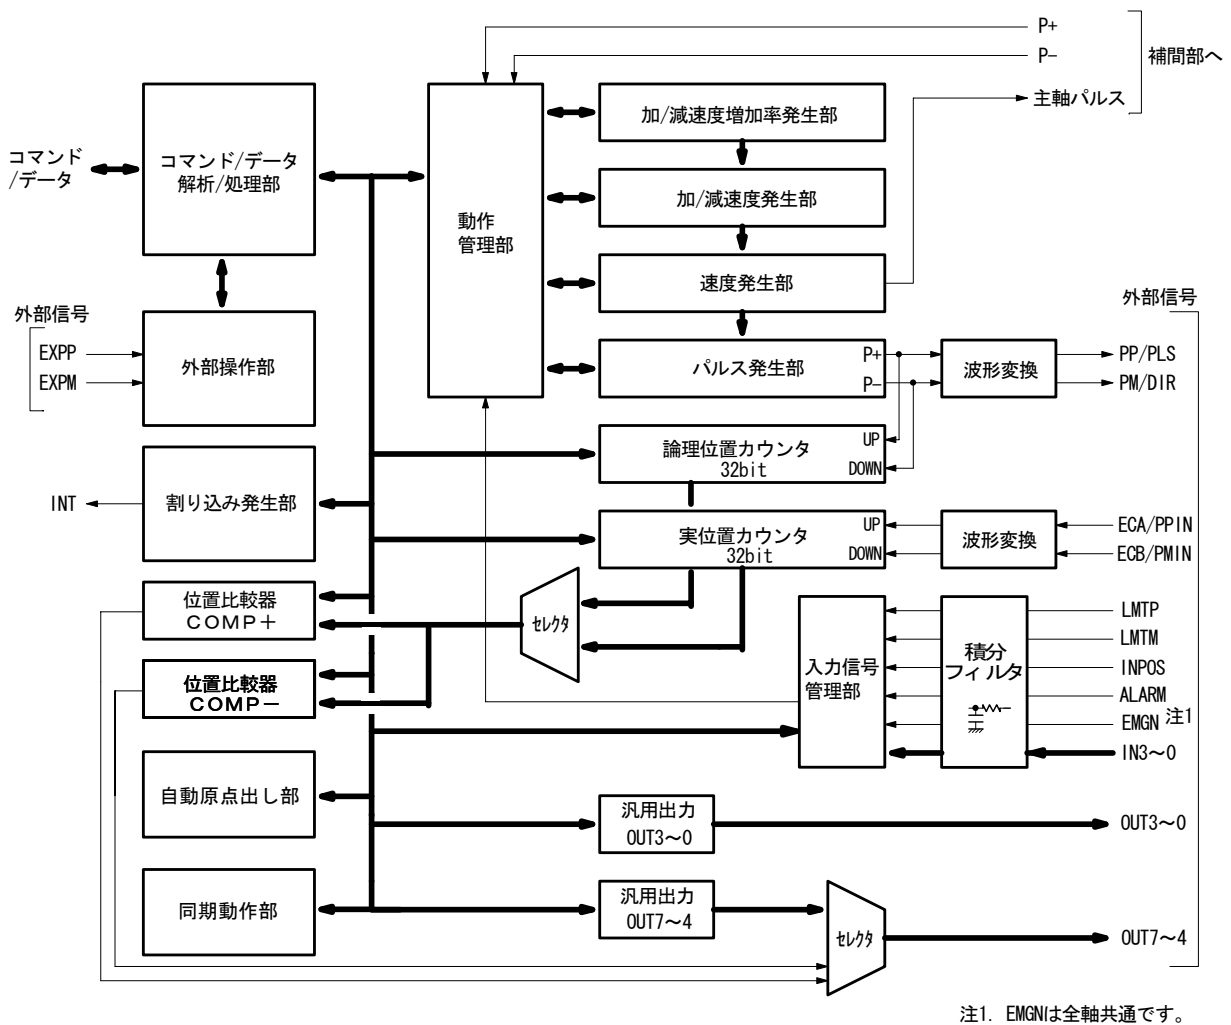 P+
P-
補間部へ
主軸パルス
コマンド
/データ
コマンド/データ
解析/処理部
動作
管理部
加/減速度増加率発生部
加/減速度発生部
速度発生部
パルス発生部
P+
P-
波形変換
外部信号
PP/PLS
PM/DIR
外部信号
EXPP
EXPM
外部操作部
論理位置カウンタ
32bit
UP
DOWN
INT
割り込み発生部
実位置カウンタ
32bit
UP
DOWN
波形変換
ECA/PPIN
ECB/PMIN
位置比較器
COMP+
セレクタ
位置比較器
COMP-
入力信号
管理部
積分
フィルタ
LMTP
LMTM
INPOS
ALARM
EMGN 注1
IN3~0
自動原点出し部
汎用出力
OUT3~0
OUT3~0
同期動作部
汎用出力
OUT7~4
セレクタ
OUT7~4
注1. EMGNは全軸共通です。